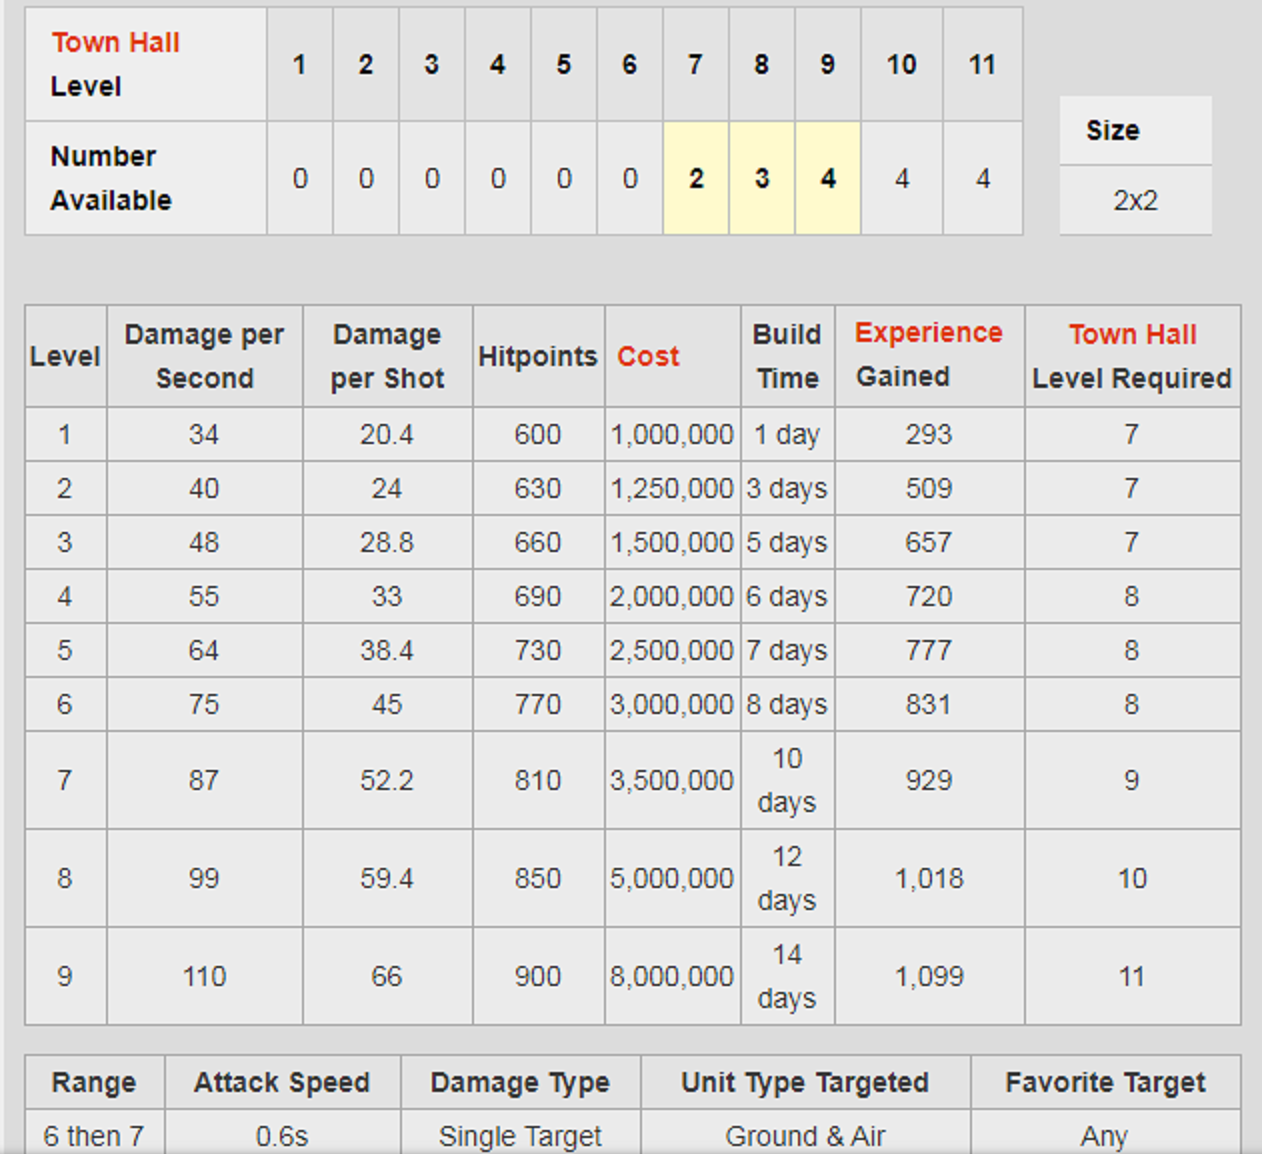 Town Hall Level 1 2 3 4 5 6 7 8 9 10 11
Number Available 0 0 0 0 0 0 2 3 4 4 4
Size
2x2
Level Damage per Second Damage per Shot Hitpoints Cost Build Time Experience Gained Town Hall Level Required
1 34 20.4 600 1,000,000 1 day 293 7
2 40 24 630 1,250,000 3 days 509 7
3 48 28.8 660 1,500,000 5 days 657 7
4 55 33 690 2,000,000 6 days 720 8
5 64 38.4 730 2,500,000 7 days 777 8
6 75 45 770 3,000,000 8 days 831 8
7 87 52.2 810 3,500,000 10 days 929 9
8 99 59.4 850 5,000,000 12 days 1,018 10
9 110 66 900 8,000,000 14 days 1,099 11
Range Attack Speed Damage Type Unit Type Targeted Favorite Target
6 then 7 0.6s Single Target Ground & Air Any